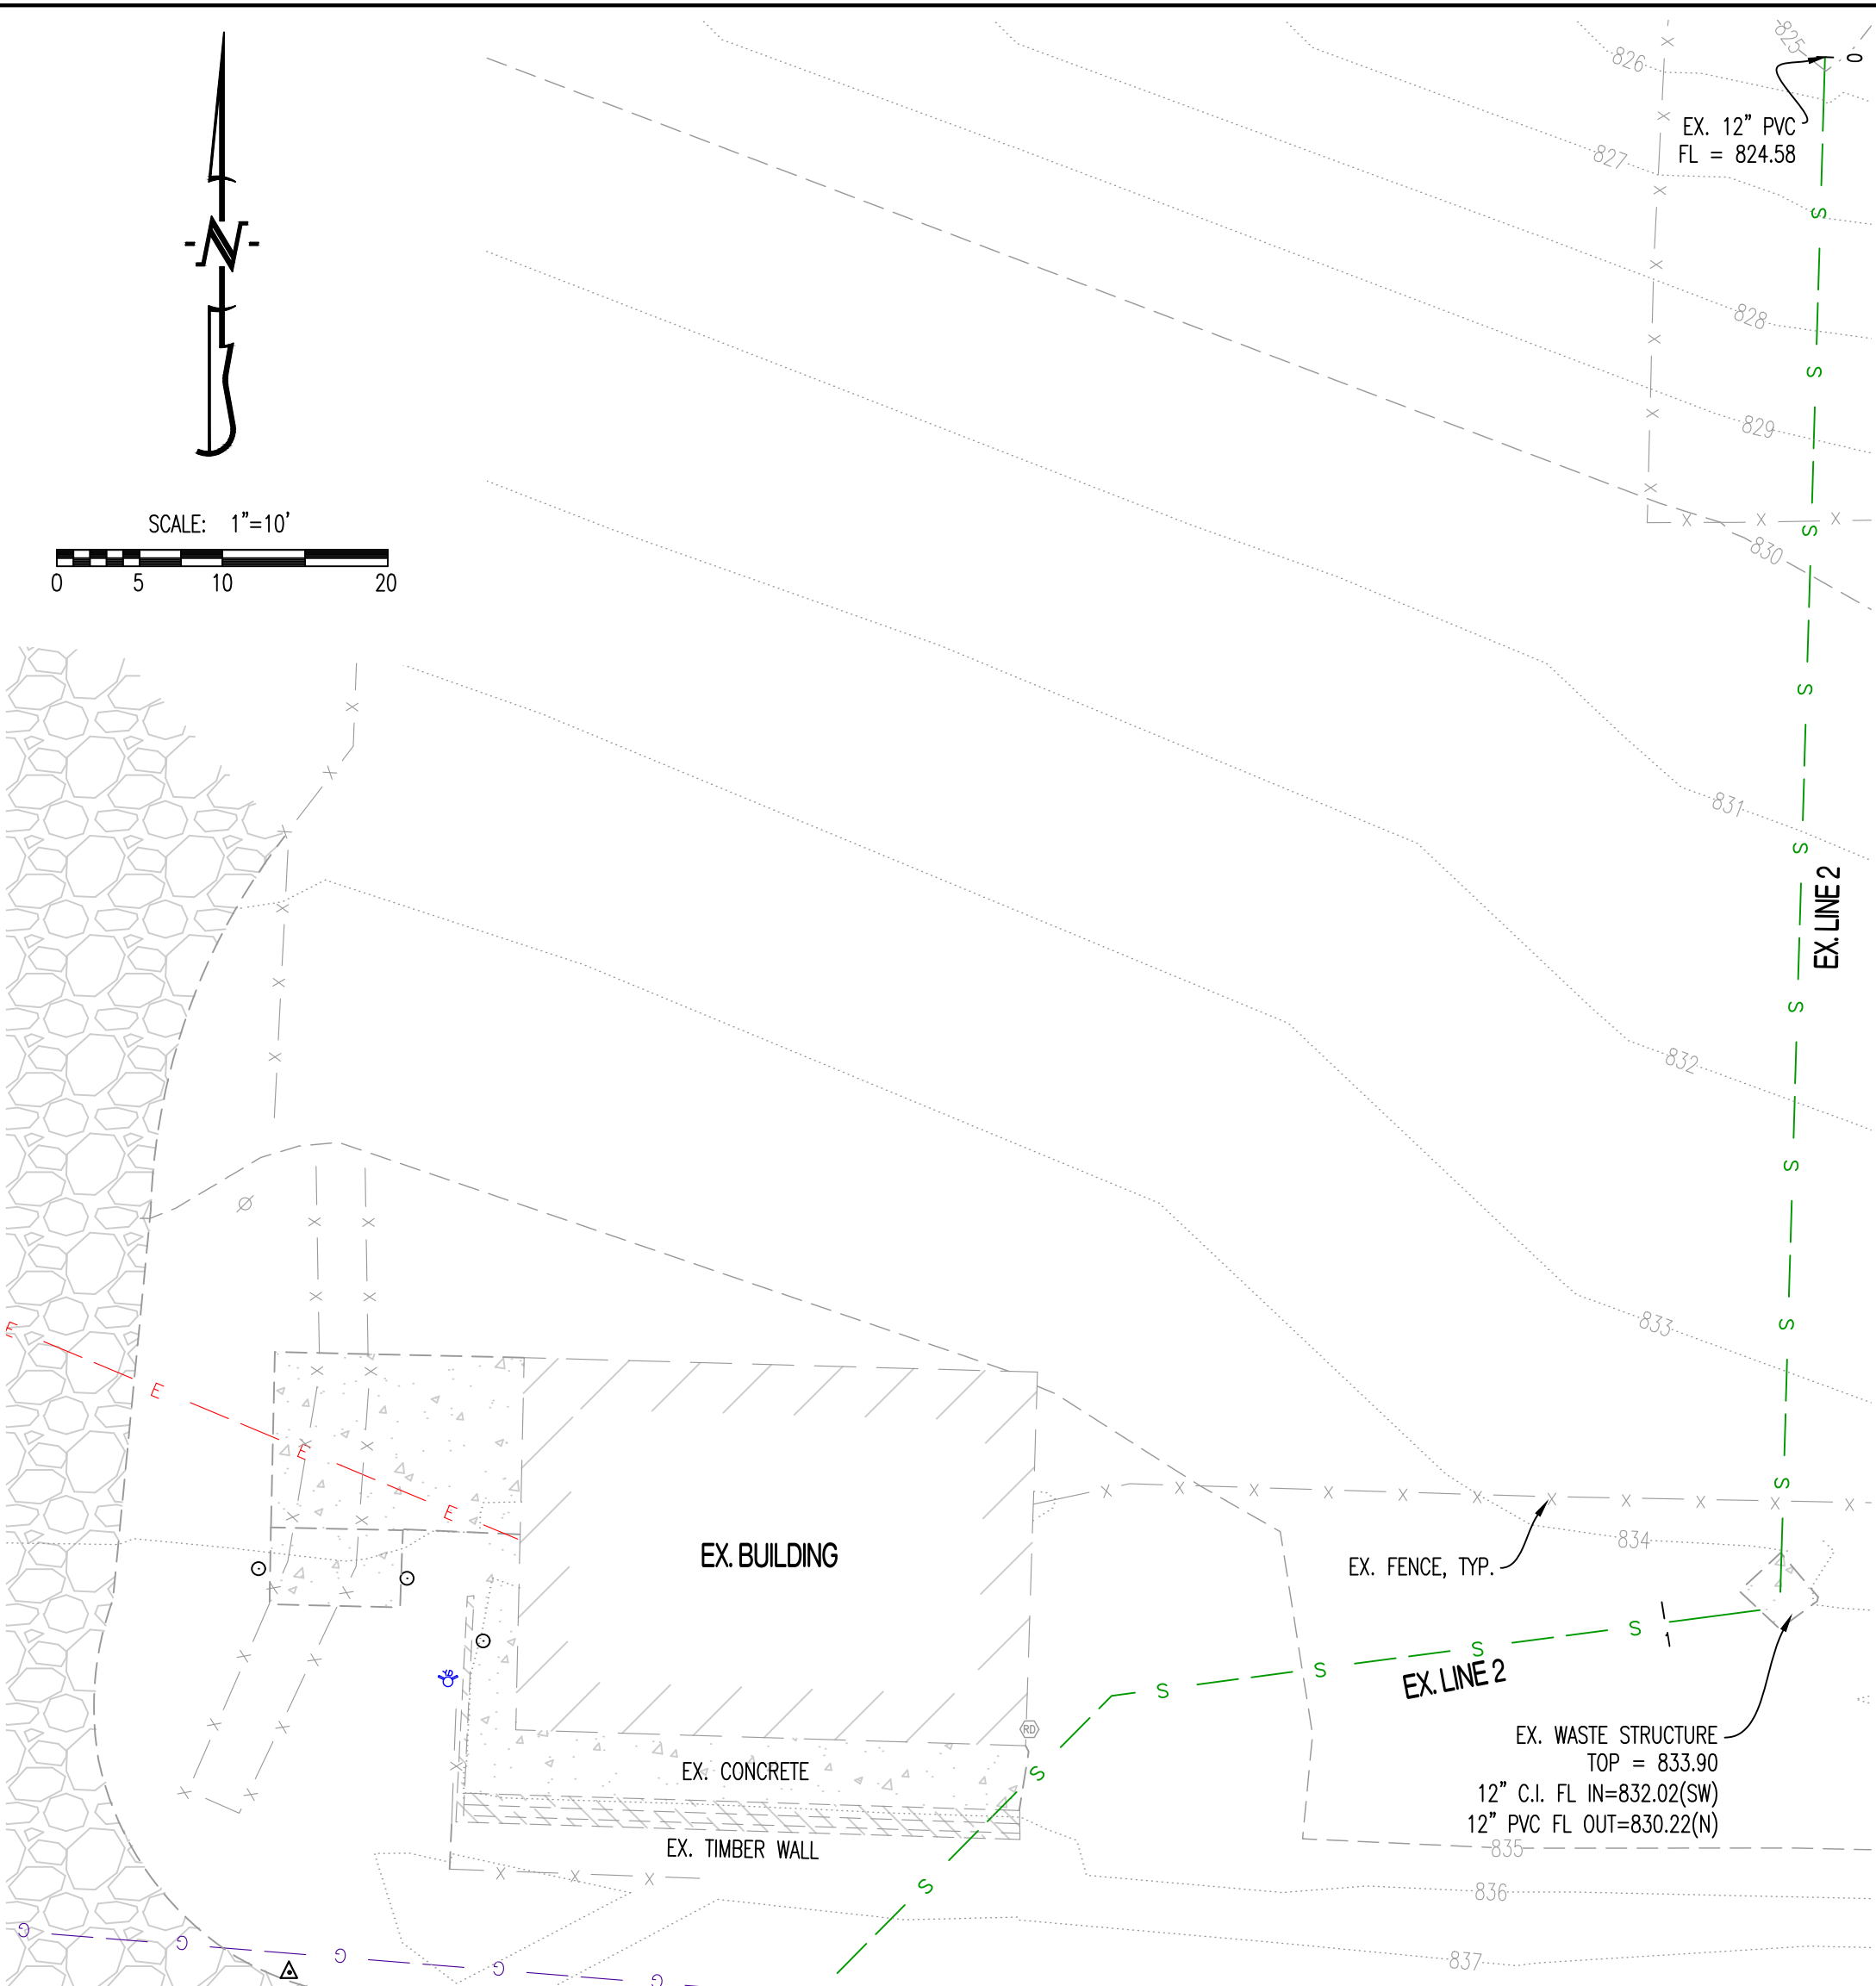 825
826
0
EX. 12" PVC
FL = 824.58
827
S
-N-
828
S
829
SCALE: 1"=10'
0 5 10 20
S
830
S
831
S
EX. LINE 2
S
832
S
E
S
833
E
E
S
E
834
EX. BUILDING
EX. FENCE, TYP.
1
S
S
S
S
EX. LINE 2
RD
EX. WASTE STRUCTURE
TOP = 833.90
12" C.I. FL IN=832.02(SW)
12" PVC FL OUT=830.22(N)
EX. CONCRETE
S
EX. TIMBER WALL
835
S
836
G
G
G
G
G
837